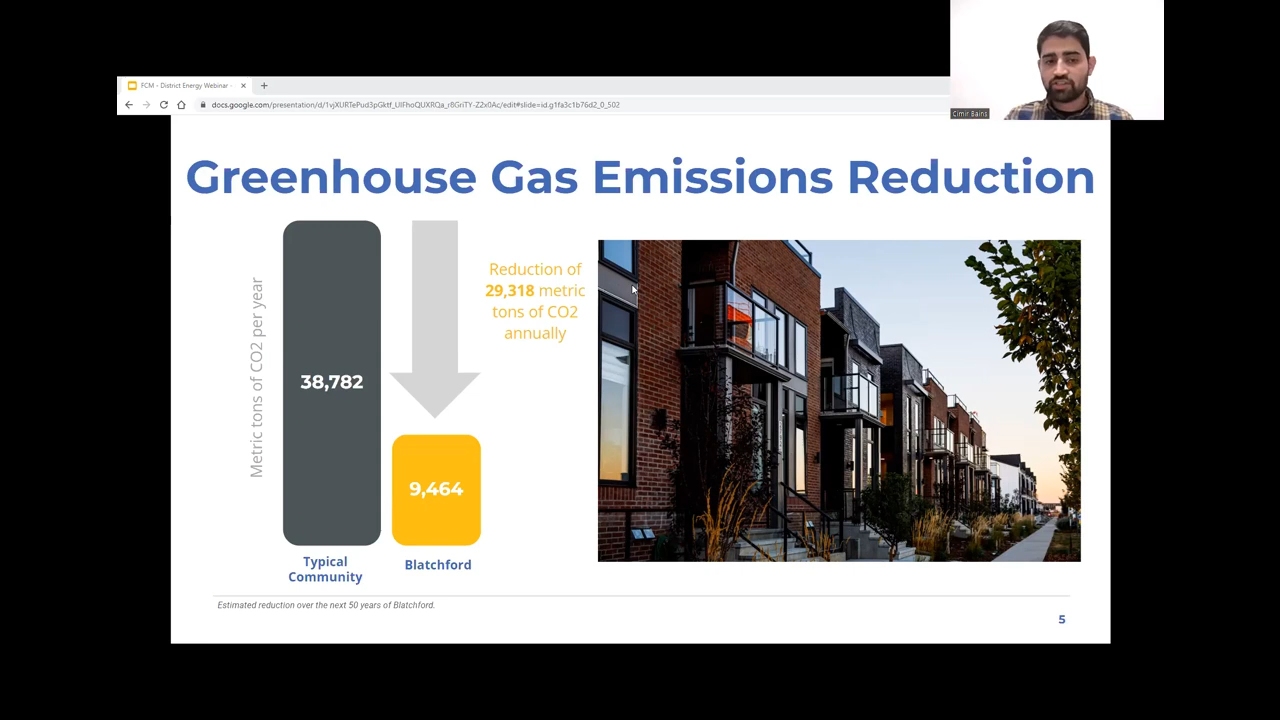 FCM - District Energy Webinar -
docs.google.com/presentation/d/1vjXURTePud3pGktf_UIFhoQUXRQa_r8GriTY-Z2x0Ac/edit#slide=id.g1fa3c1b76d2_0_502
Cimir Bains
Greenhouse Gas Emissions Reduction
Metric tons of CO2 per year
38,782
9,464
Reduction of
29,318 metric
tons of CO2
annually
Typical
Community
Blatchford
Estimated reduction over the next 50 years of Blatchford.
5